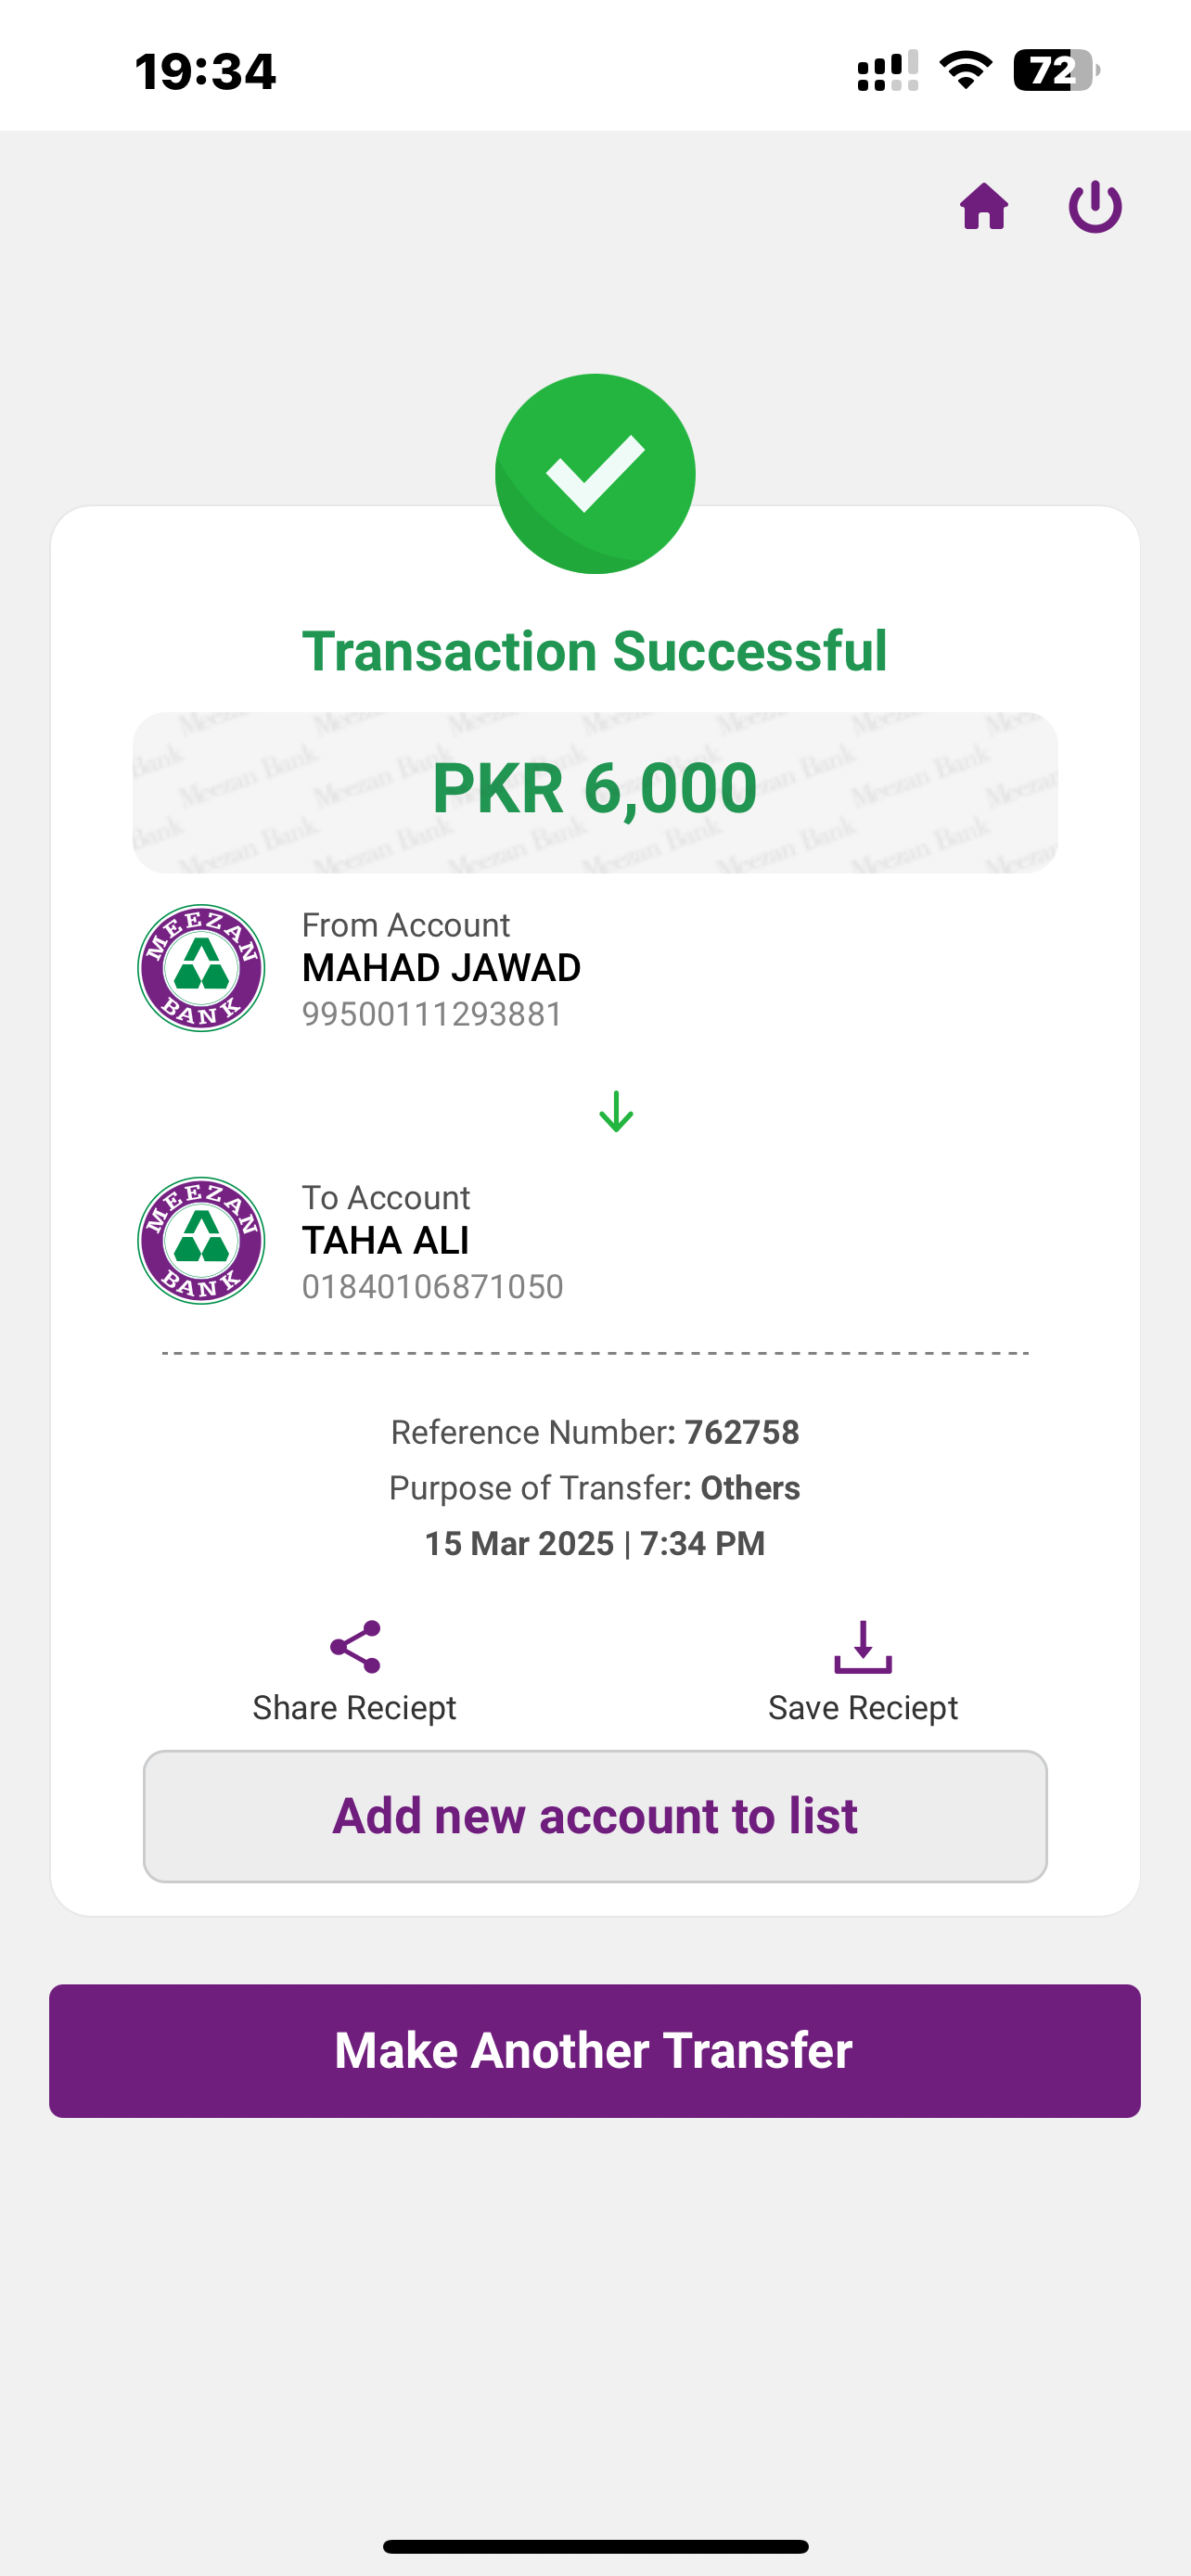 19:34
72
Transaction Successful
Meezan Bank
PKR 6,000
MEEZAN BANK
From Account
MAHAD JAWAD
99500111293881
MEEZAN BANK
To Account
TAHA ALI
01840106871050
Reference Number: 762758
Purpose of Transfer: Others
15 Mar 2025 | 7:34 PM
Share Reciept
Save Reciept
Add new account to list
Make Another Transfer